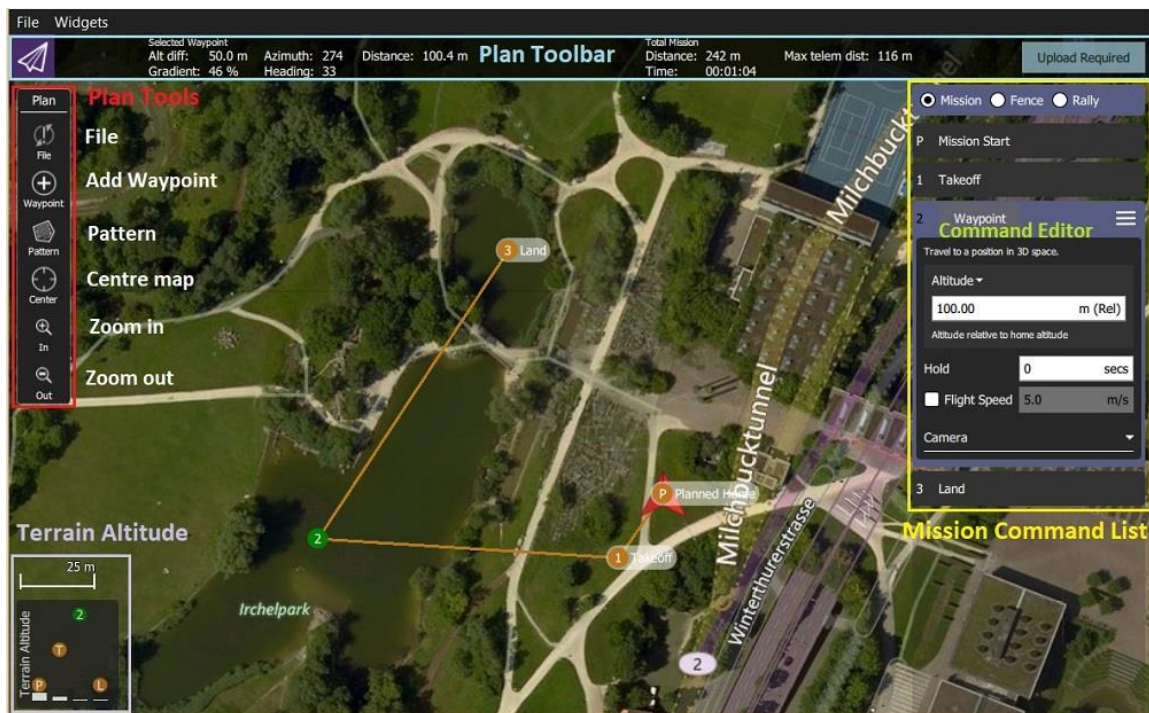 File Widgets
Selected Waypoint
Alt diff: 50.0 m Azimuth: 274 Distance: 100.4 m
Gradient: 46 % Heading: 33
Plan Toolbar
Total Mission
Distance: 242 m Max telem dist: 116 m
Time: 00:01:04
Upload Required
Plan
Plan Tools
File
File
Waypoint
Add Waypoint
Pattern
Pattern
Center
Centre map
In
Zoom in
Out
Zoom out
Mission Fence Rally
P Mission Start
1 Takeoff
2 Waypoint
Command Editor
Travel to a position in 3D space.
Altitude
100.00 m (Rel)
Altitude relative to home altitude
Hold 0 secs
Flight Speed 5.0 m/s
Camera
3 Land
Mission Command List
Milchbucktunnel
3 Land
Milchbucktunnel
P Planned Home
2
1 Takeoff
Winterthurerstrasse
Irchelpark
2
Terrain Altitude
25 m
Terrain Altitude
2
T
P
L